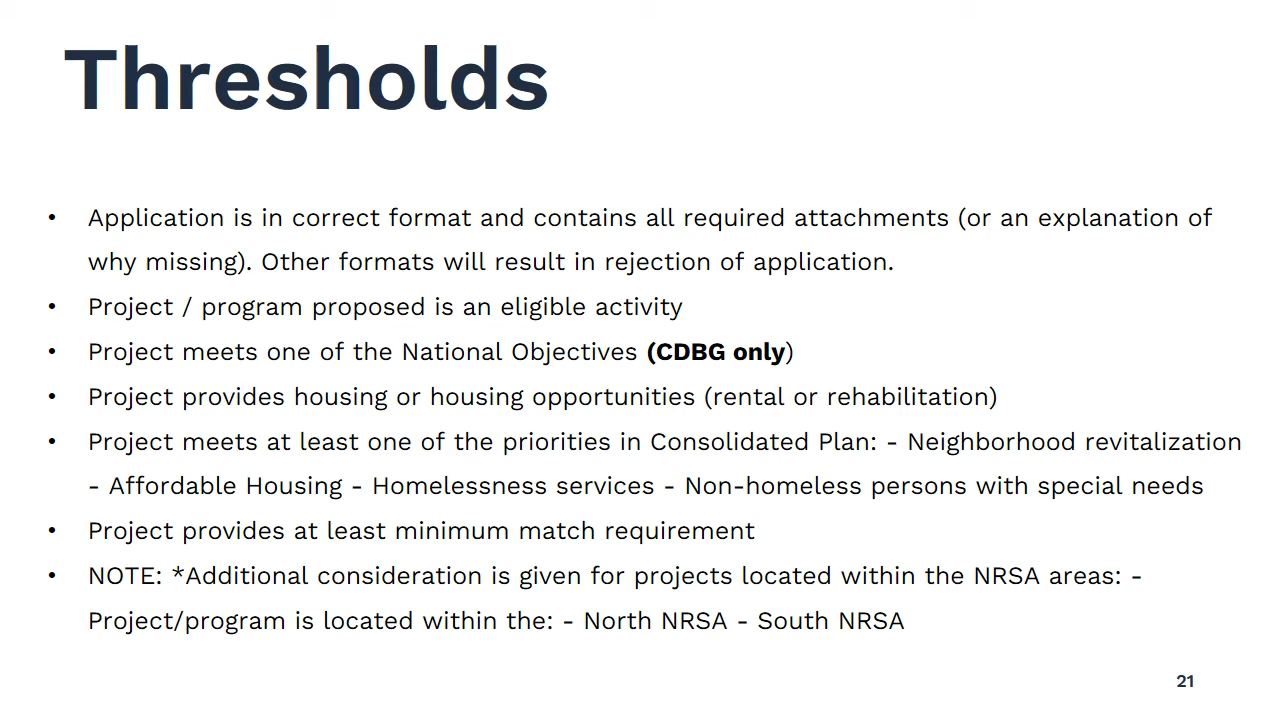 Thresholds
• Application is in correct format and contains all required attachments (or an explanation of
why missing). Other formats will result in rejection of application.
• Project / program proposed is an eligible activity
• Project meets one of the National Objectives (CDBG only)
• Project provides housing or housing opportunities (rental or rehabilitation)
• Project meets at least one of the priorities in Consolidated Plan: - Neighborhood revitalization
- Affordable Housing - Homelessness services - Non-homeless persons with special needs
• Project provides at least minimum match requirement
• NOTE: *Additional consideration is given for projects located within the NRSA areas: -
Project/program is located within the: - North NRSA - South NRSA
21